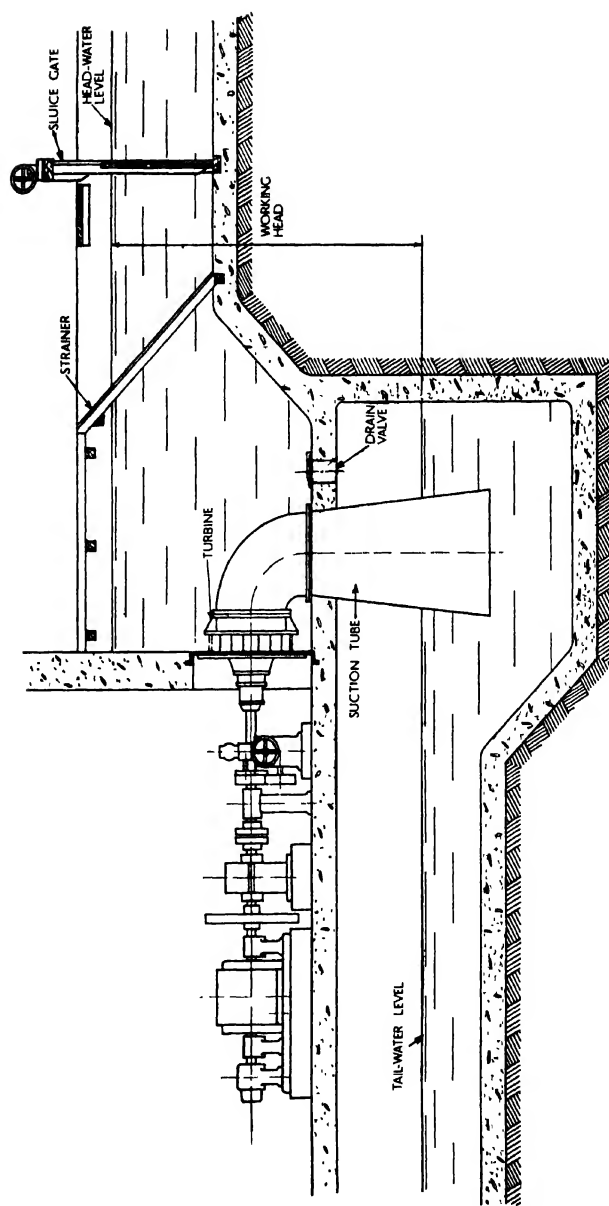 SLUICE GATE
HEAD-WATER
LEVEL
STRAINER
WORKING
HEAD
TURBINE
DRAIN
VALVE
SUCTION TUBE
TAIL-WATER LEVEL